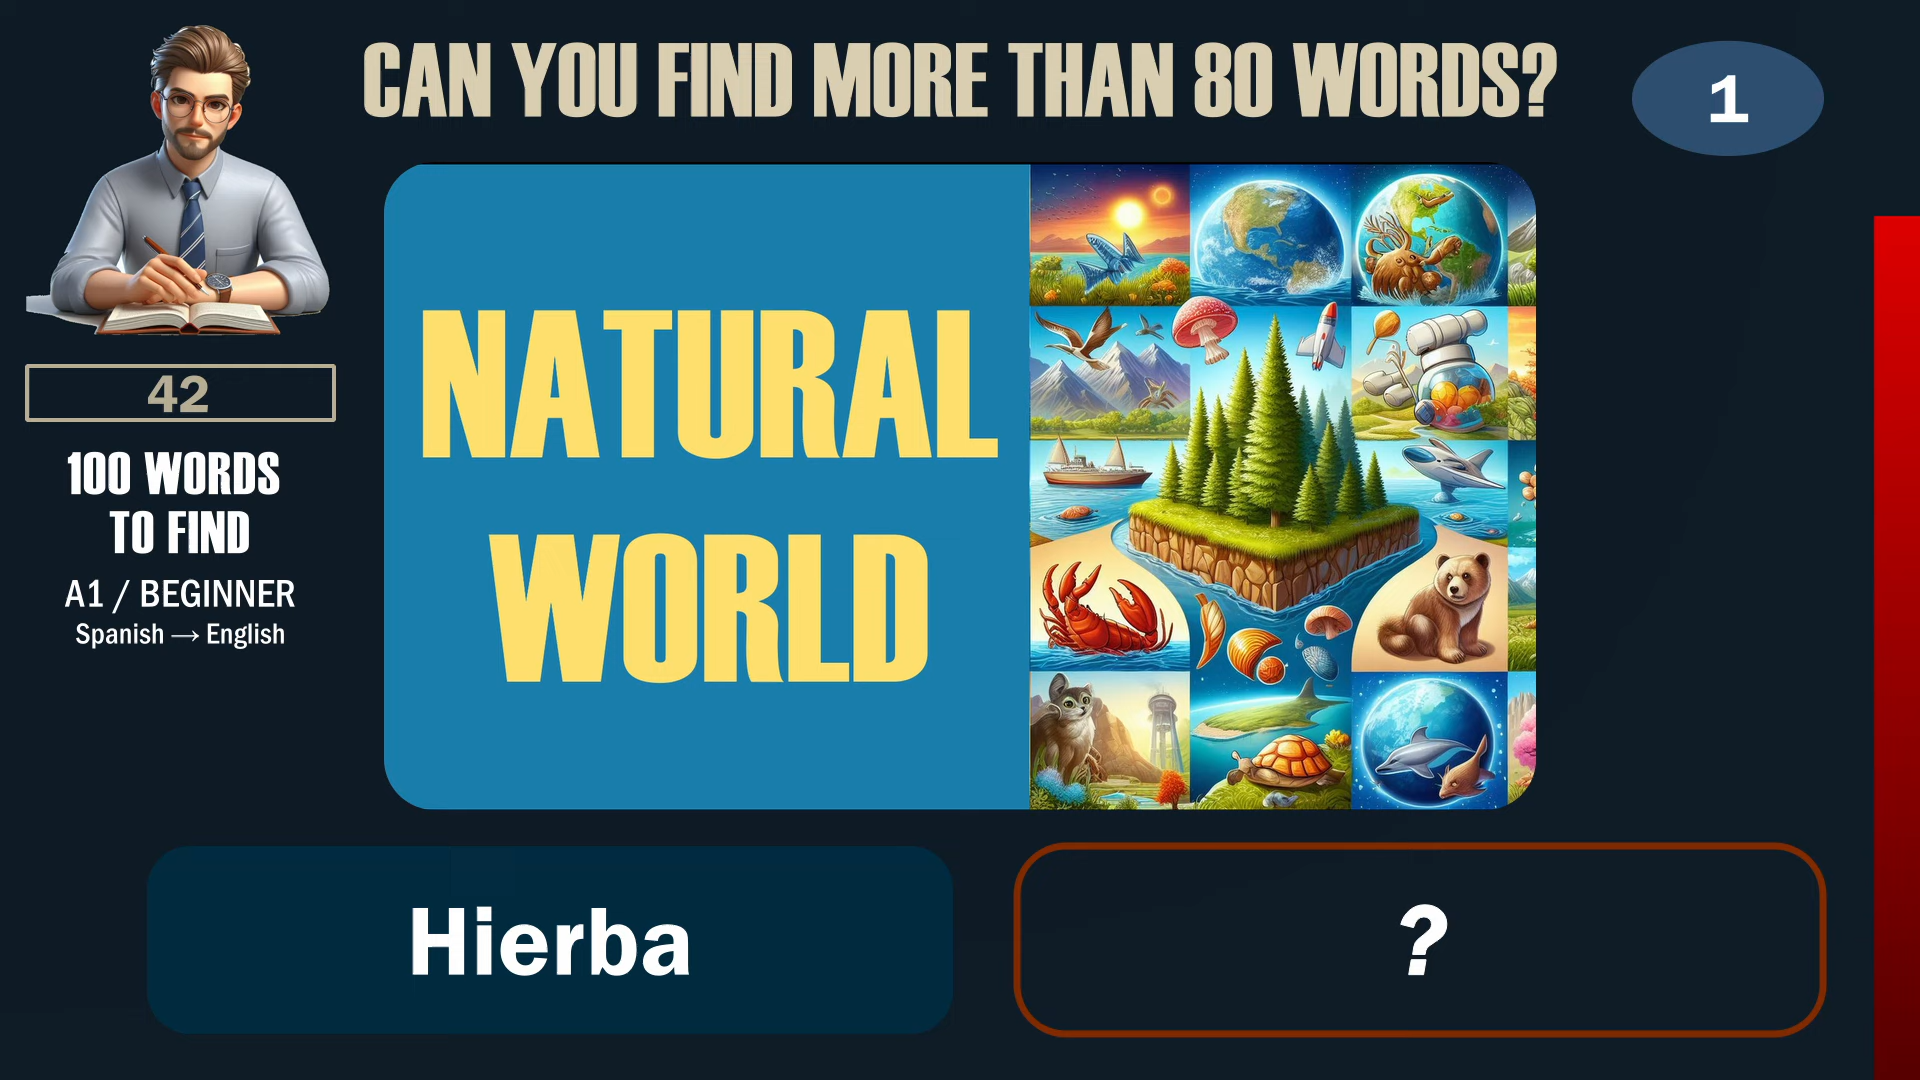 CAN YOU FIND MORE THAN 80 WORDS?
1
NATURAL
WORLD
42
100 WORDS
TO FIND
A1 / BEGINNER
Spanish → English
Hierba
?